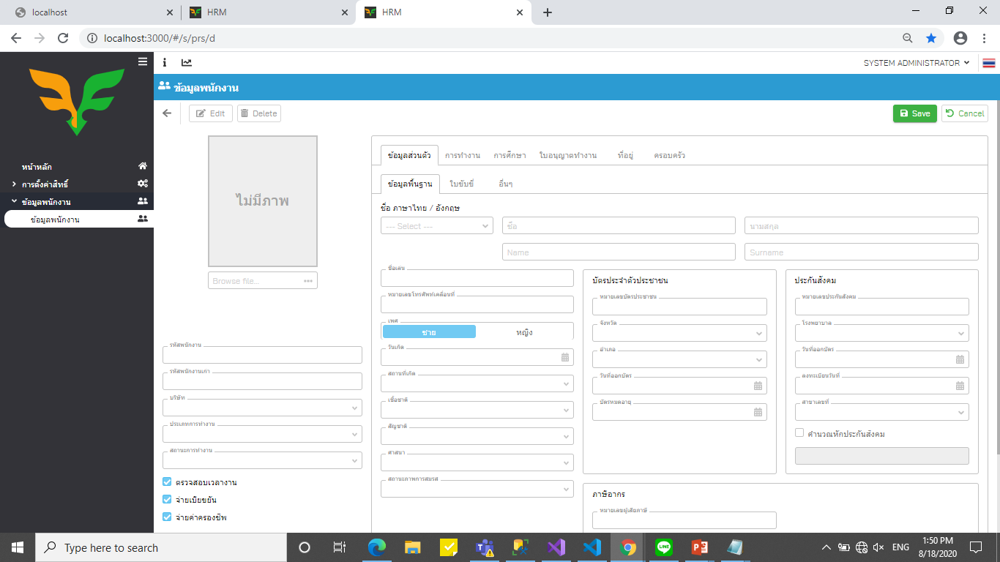 localhost
HRM
HRM
localhost:3000/#/s/prs/d
SYSTEM ADMINISTRATOR
ข้อมูลพนักงาน
Edit
Delete
Save
Cancel
หน้าหลัก
การตั้งค่าสิทธิ์
ข้อมูลพนักงาน
ข้อมูลพนักงาน
ไม่มีภาพ
Browse file...
รหัสพนักงาน
รหัสพนักงานเก่า
บริษัท
ประเภทการทำงาน
สถานะการทำงาน
ตรวจสอบเวลางาน
จ่ายเบี้ยขยัน
จ่ายค่าครองชีพ
ข้อมูลส่วนตัว การทำงาน การศึกษา ใบอนุญาตทำงาน ที่อยู่ ครอบครัว
ข้อมูลพื้นฐาน ใบขับขี่ อื่นๆ
ชื่อ ภาษาไทย / อังกฤษ
--- Select --- ชื่อ นามสกุล
Name Surname
ชื่อเล่น
หมายเลขโทรศัพท์เคลื่อนที่
เพศ
ชาย หญิง
วันเกิด
สถานที่เกิด
เชื้อชาติ
สัญชาติ
ศาสนา
สถานะภาพการสมรส
บัตรประจำตัวประชาชน
หมายเลขบัตรประชาชน
จังหวัด
อำเภอ
วันที่ออกบัตร
บัตรหมดอายุ
ประกันสังคม
หมายเลขประกันสังคม
โรงพยาบาล
วันที่ออกบัตร
ลงทะเบียนวันที่
สาขาเลขที่
คำนวณหักประกันสังคม
ภาษีอากร
หมายเลขผู้เสียภาษี
Type here to search
ENG
1:50 PM
8/18/2020